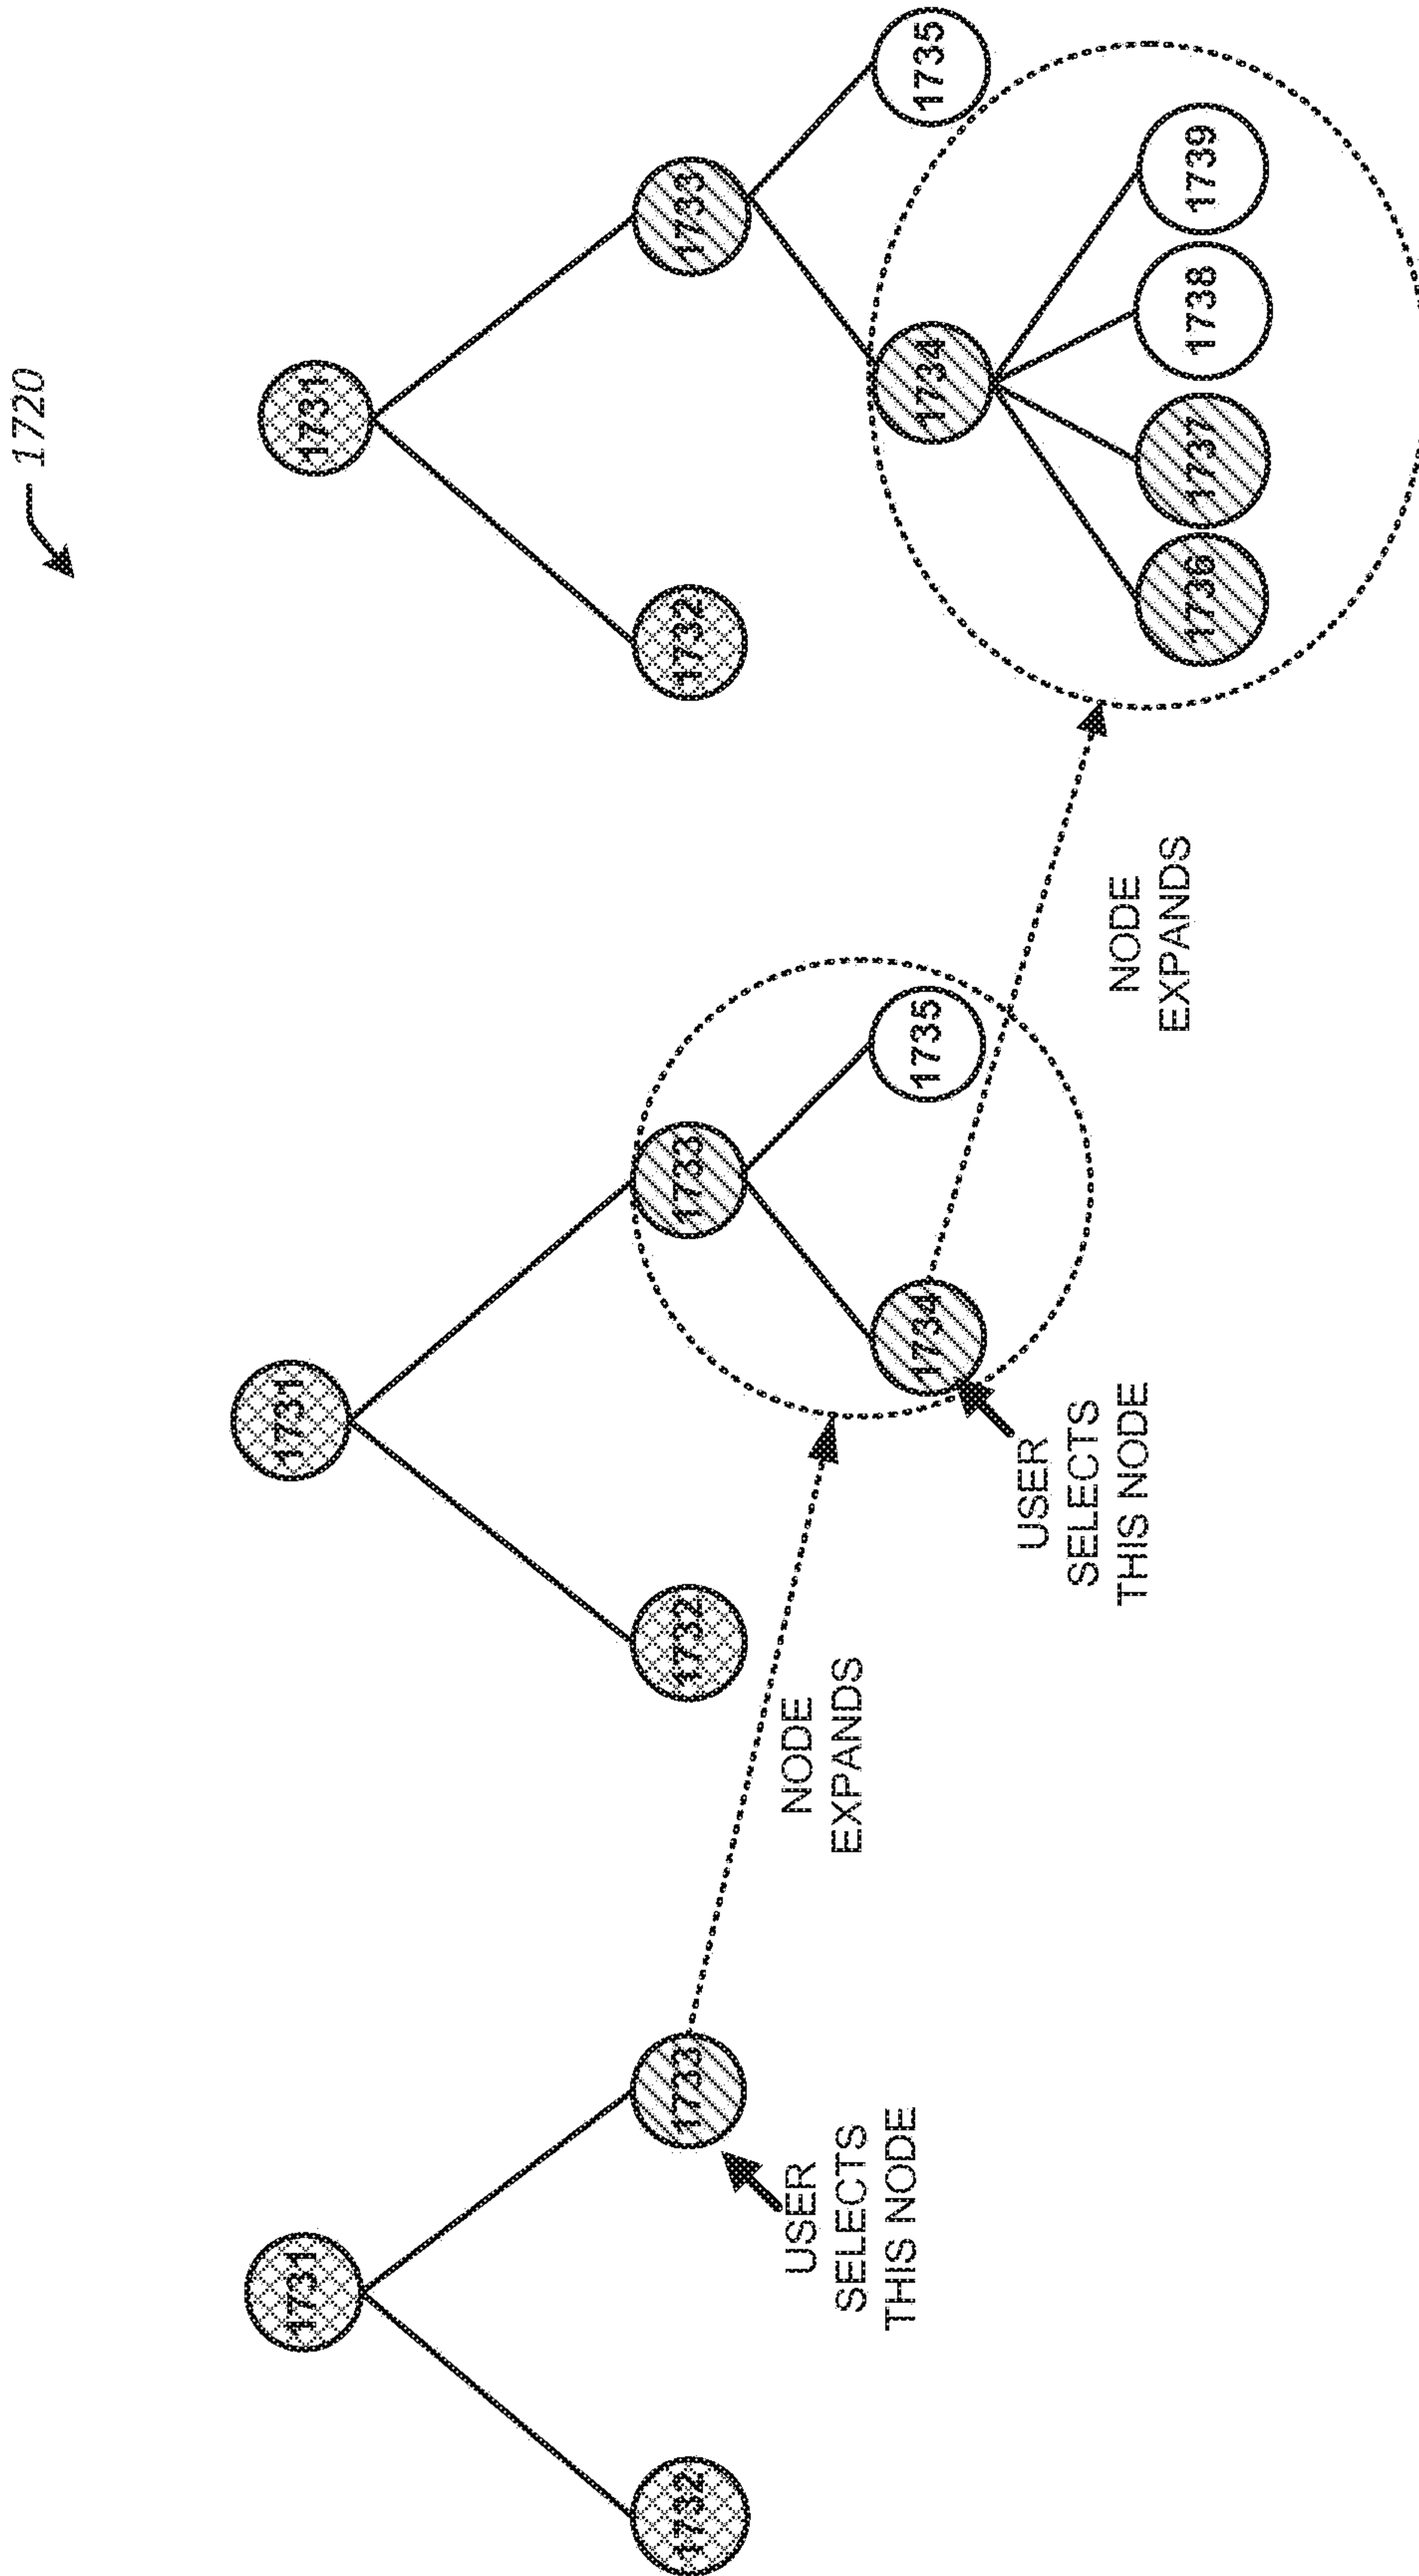 1720
1731
1732
1733
USER
SELECTS
THIS NODE
NODE
EXPANDS
1731
1732
1733
1734
1735
USER
SELECTS
THIS NODE
NODE
EXPANDS
1731
1732
1733
1734
1735
1736
1737
1738
1739